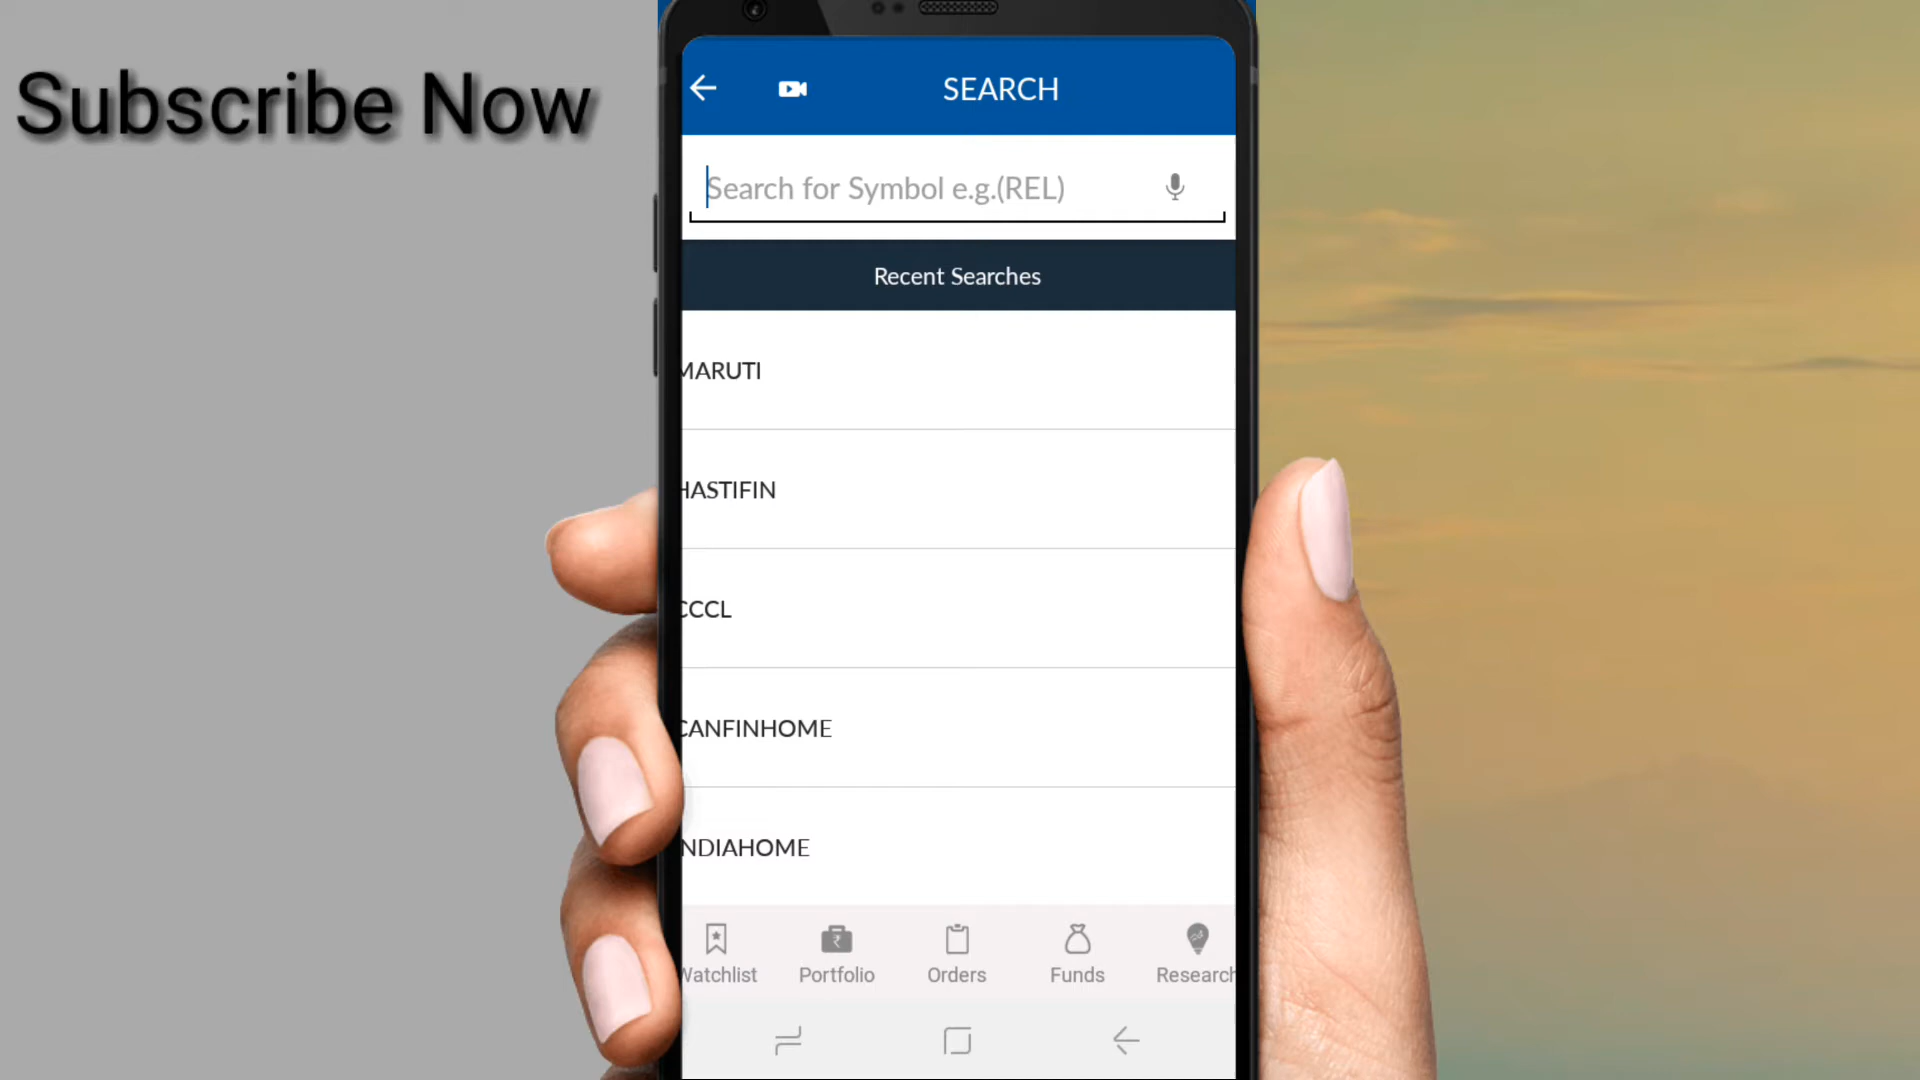 Subscribe Now
SEARCH
Search for Symbol e.g.(REL)
Recent Searches
MARUTI
HASTIFIN
CCCL
CANFINHOME
NDIAHOME
Watchlist
Portfolio
Orders
Funds
Research